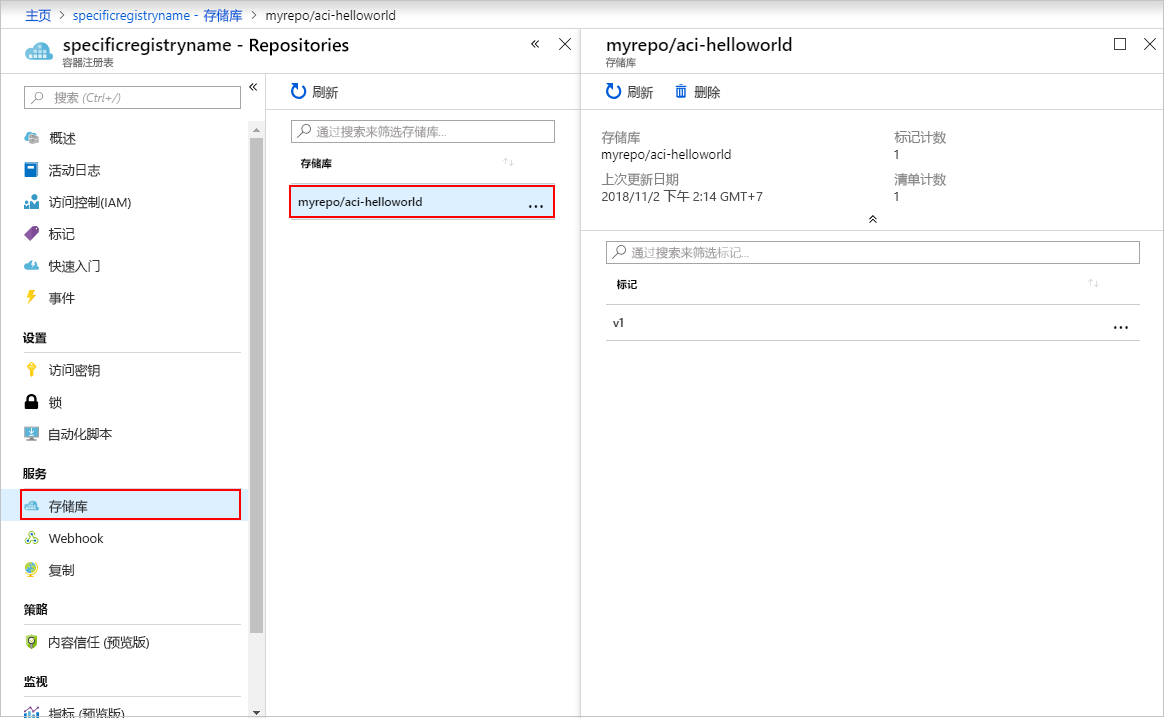 主页 > specificregistryname - 存储库 > myrepo/aci-helloworld
specificregistryname - Repositories
容器注册表
搜索 (Ctrl+/)
概述
活动日志
访问控制(IAM)
标记
快速入门
事件
设置
访问密钥
锁
自动化脚本
服务
存储库
Webhook
复制
策略
内容信任 (预览版)
监视
指标 (预览版)
刷新
通过搜索来筛选存储库...
存储库
myrepo/aci-helloworld
myrepo/aci-helloworld
存储库
刷新 删除
存储库
myrepo/aci-helloworld
标记计数
1
上次更新日期
2018/11/2 下午 2:14 GMT+7
清单计数
1
通过搜索来筛选标记...
标记
v1